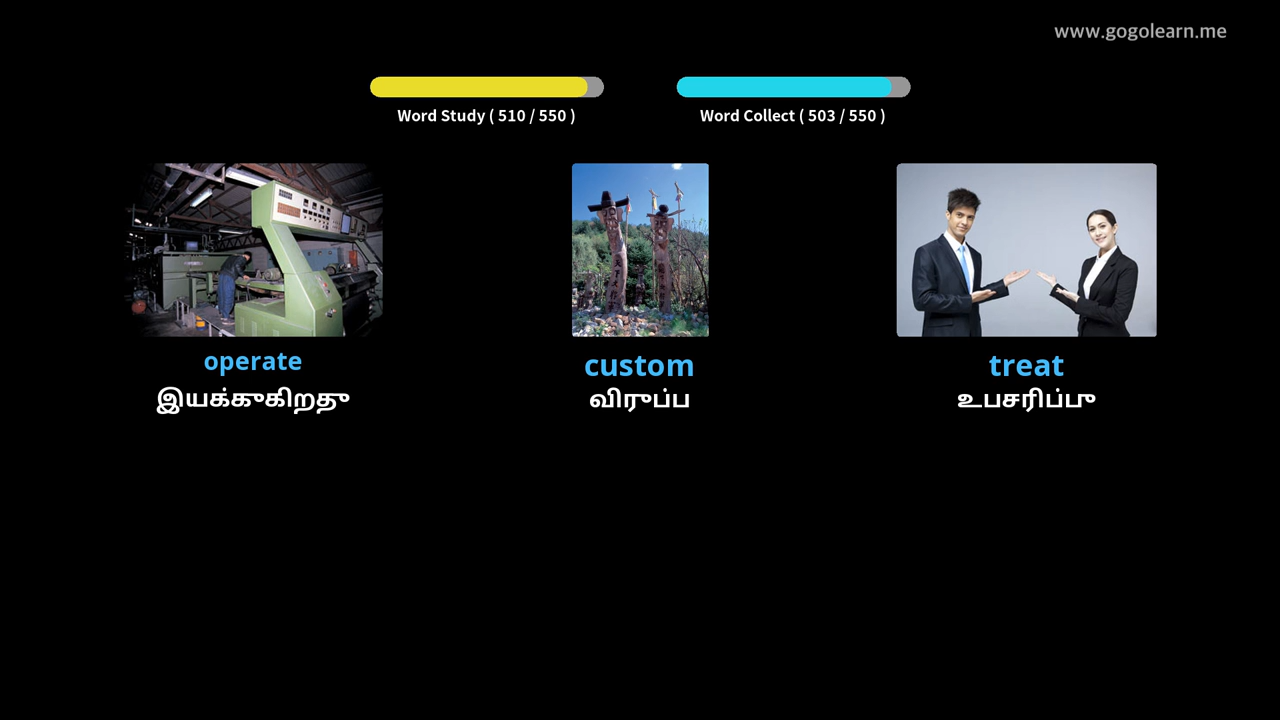 www.gogolearn.me
Word Study ( 510 / 550 )
Word Collect ( 503 / 550 )
operate
இயக்குகிறது
custom
விருப்ப
treat
உபசரிப்பு